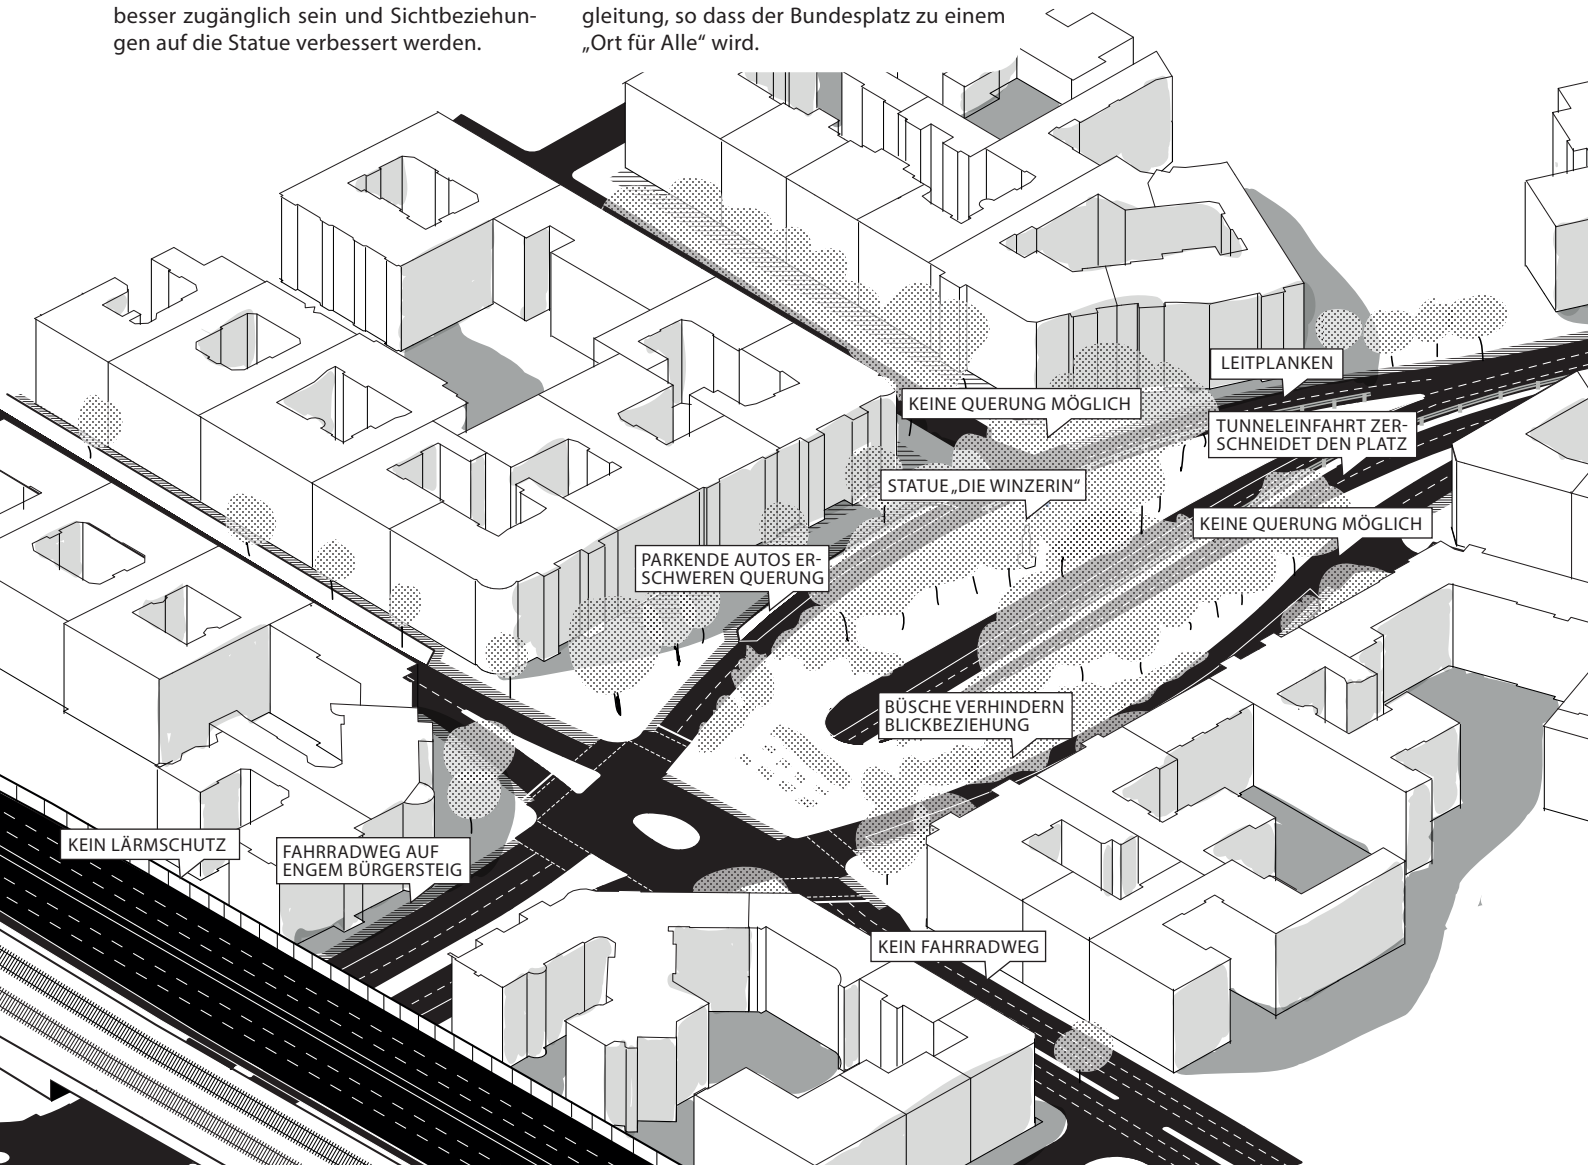 besser zugänglich sein und Sichtbeziehun-
gen auf die Statue verbessert werden.
gleitung, so dass der Bundesplatz zu einem
„Ort für Alle“ wird.
LEITPLANKEN
KEINE QUERUNG MÖGLICH
TUNNELEINFAHRT ZER-
SCHNEIDET DEN PLATZ
STATUE „DIE WINZERIN“
KEINE QUERUNG MÖGLICH
PARKENDE AUTOS ER-
SCHWEREN QUERUNG
BÜSCHE VERHINDERN
BLICKBEZIEHUNG
KEIN LÄRMSCHUTZ
FAHRRADWEG AUF
ENGEM BÜRGERSTEIG
KEIN FAHRRADWEG